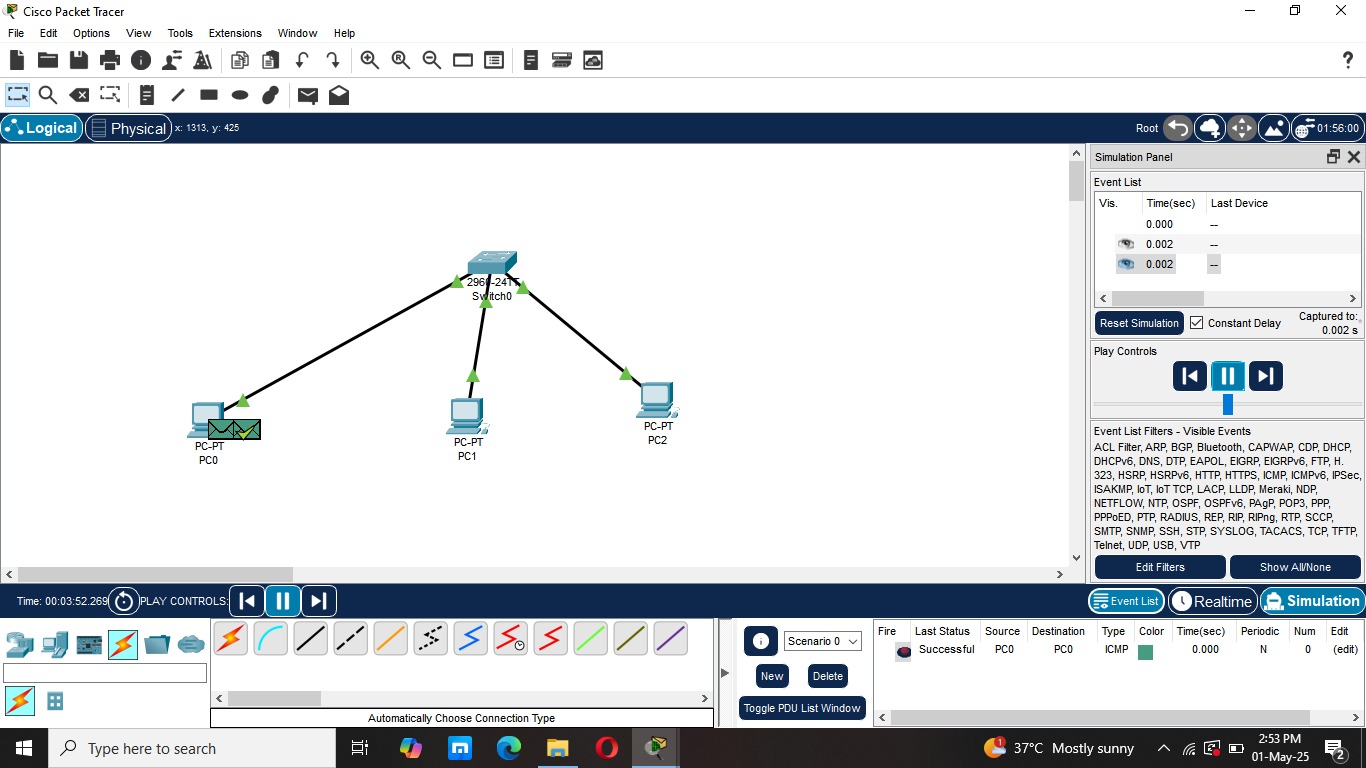 Cisco Packet Tracer
File Edit Options View Tools Extensions Window Help
?
Logical Physical x: 1313, y: 425 Root 01:56:00
Simulation Panel
Event List
Vis. Time(sec) Last Device
0.000 --
0.002 --
0.002 --
Reset Simulation Constant Delay Captured to:
0.002 s
Play Controls
Event List Filters - Visible Events
ACL Filter, ARP, BGP, Bluetooth, CAPWAP, CDP, DHCP,
DHCPv6, DNS, DTP, EAPOL, EIGRP, EIGRPv6, FTP, H.
323, HSRP, HSRPv6, HTTP, HTTPS, ICMP, ICMPv6, IPSec,
ISAKMP, IoT, IoT TCP, LACP, LLDP, Meraki, NDP,
NETFLOW, NTP, OSPF, OSPFv6, PAgP, POP3, PPP,
PPPoED, PTP, RADIUS, REP, RIP, RIPng, RTP, SCCP,
SMTP, SNMP, SSH, STP, SYSLOG, TACACS, TCP, TFTP,
Telnet, UDP, USB, VTP
Edit Filters Show All/None
2960-24TT
Switch0
PC-PT
PC0
PC-PT
PC1
PC-PT
PC2
Time: 00:03:52.269 PLAY CONTROLS: Event List Realtime Simulation
Automatically Choose Connection Type
Scenario 0
New Delete
Toggle PDU List Window
Fire Last Status Source Destination Type Color Time(sec) Periodic Num Edit
Successful PC0 PC0 ICMP 0.000 N 0 (edit)
Type here to search
1
37°C Mostly sunny
2:53 PM
01-May-25
2